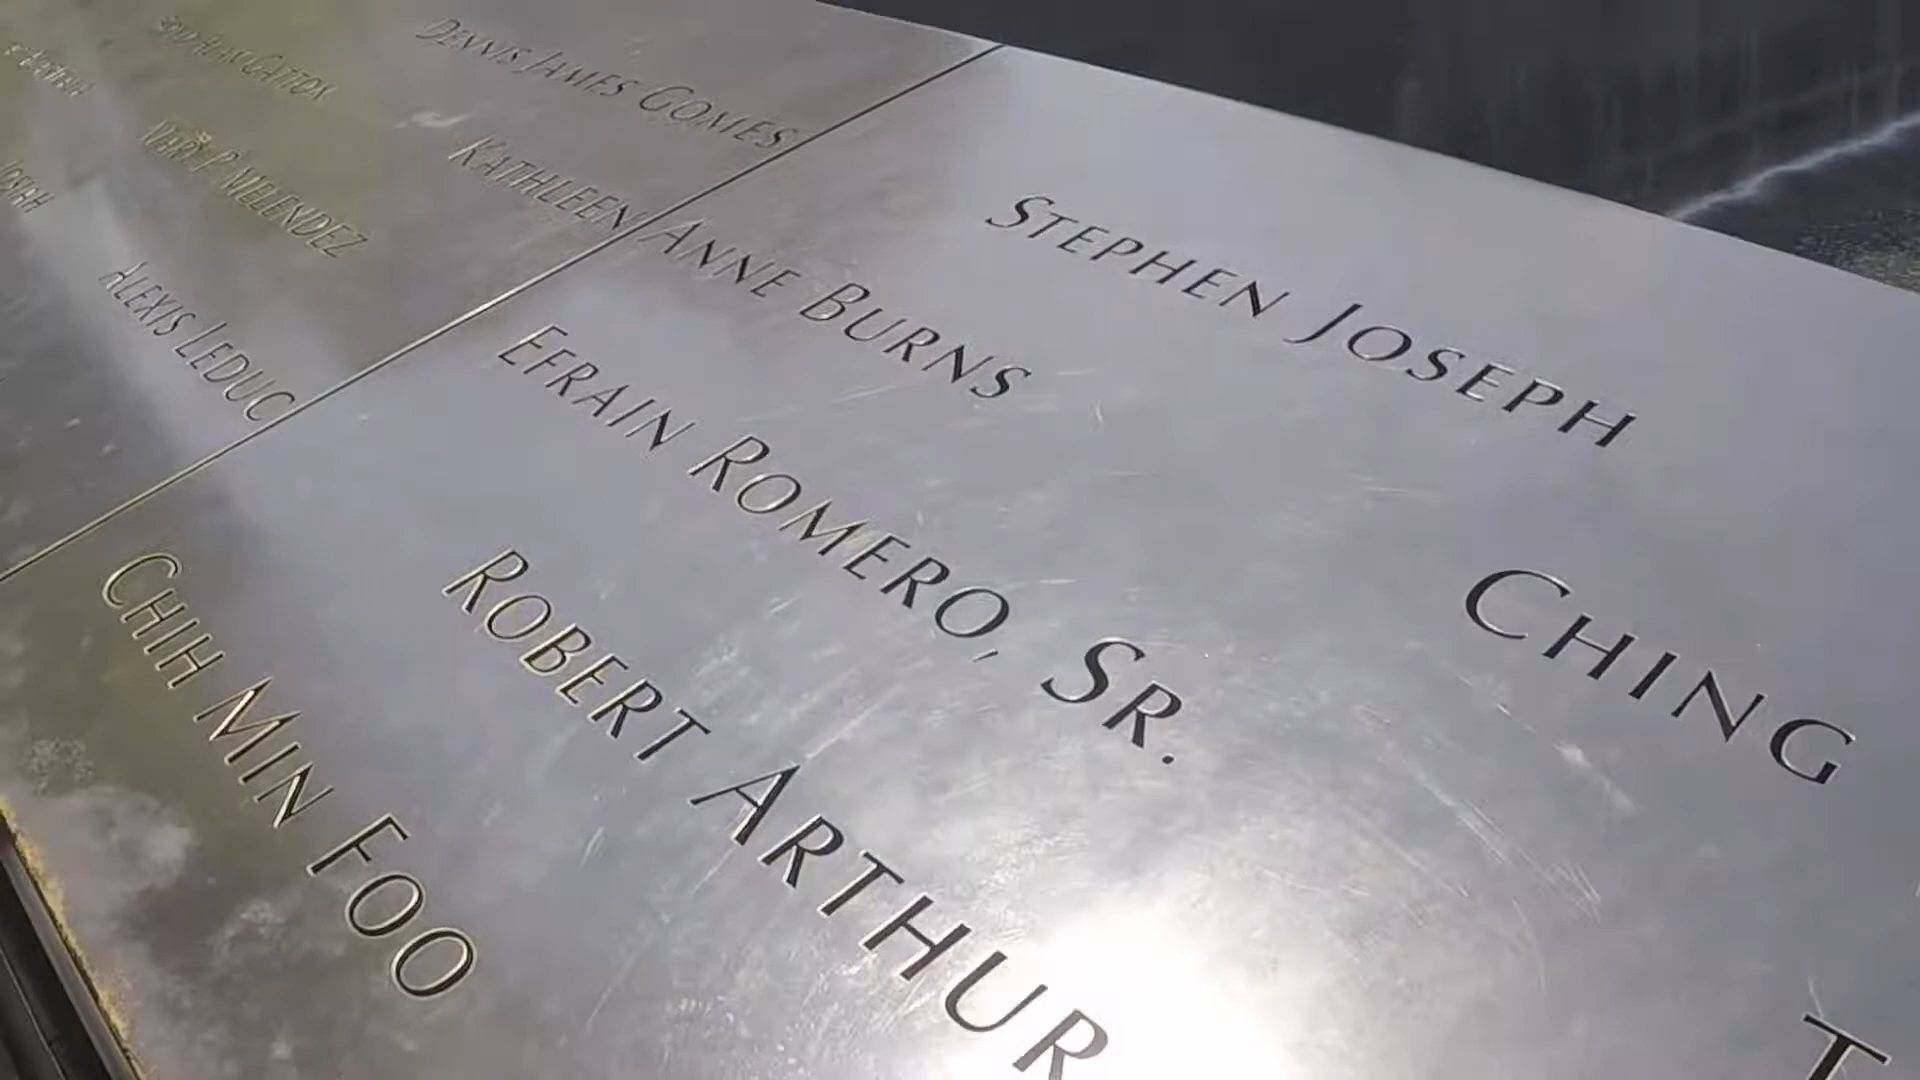 DENNIS JAMES GOMES
STEPHEN JOSEPH
KATHLEEN ANNE BURNS
MELENDEZ
EFRAIN ROMERO, SR.
CHING
ALEXIS LEDUC
ROBERT ARTHUR
CHIH MIN FOO